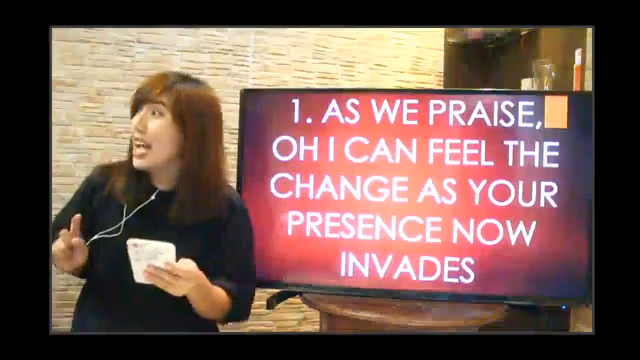 1. AS WE PRAISE,
OH I CAN FEEL THE
CHANGE AS YOUR
PRESENCE NOW
INVADES